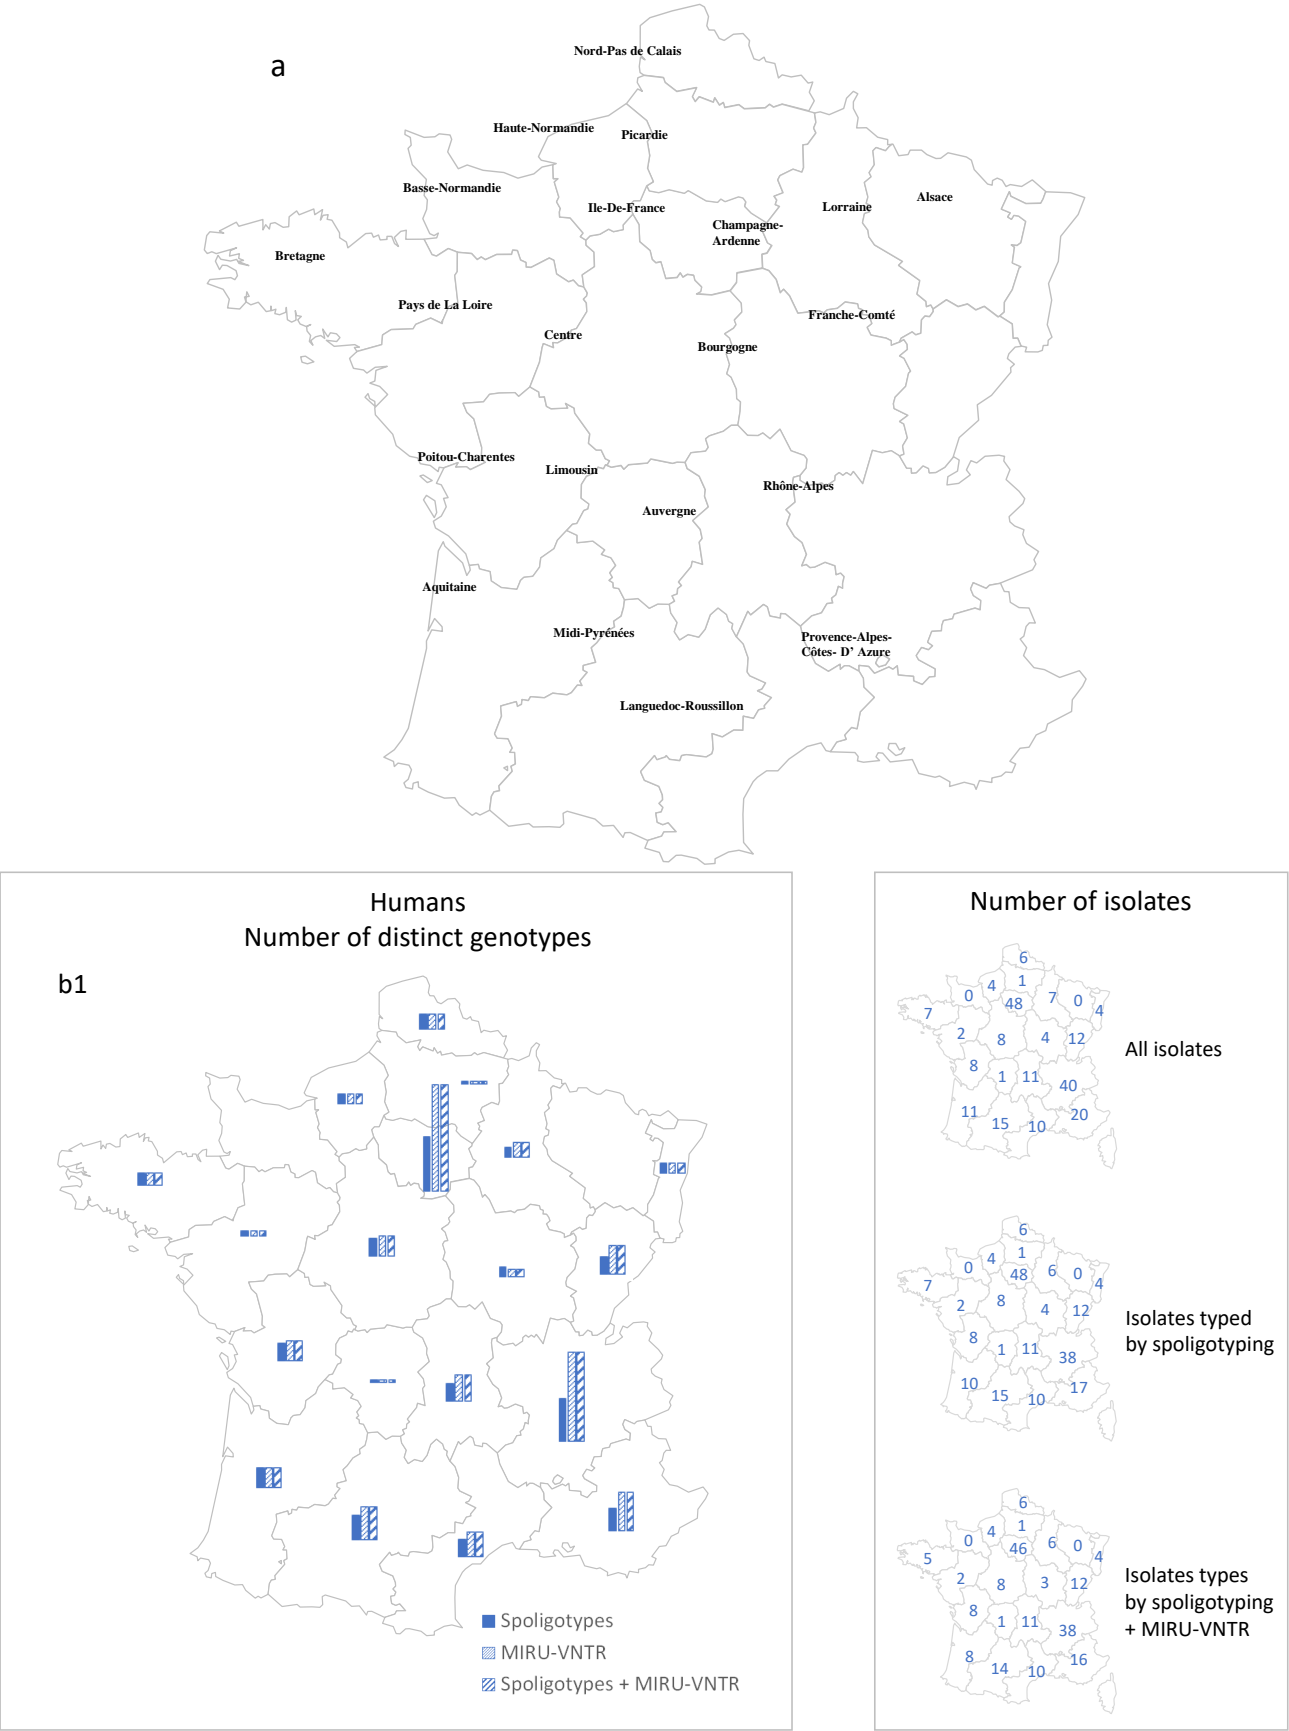 a
Nord-Pas de Calais
Haute-Normandie
Picardie
Basse-Normandie
Ile-De-France
Champagne-
Ardenne
Lorraine
Alsace
Bretagne
Pays de La Loire
Centre
Bourgogne
Franche-Comté
Poitou-Charentes
Limousin
Auvergne
Rhône-Alpes
Aquitaine
Midi-Pyrénées
Provence-Alpes-
Côtes- D' Azure
Languedoc-Roussillon
Humans
Number of distinct genotypes
b1
Spoligotypes
MIRU-VNTR
Spoligotypes + MIRU-VNTR
Number of isolates
6
4 1
0 48 7 0 4
7
2 8 4 12
8 1 11 40
11 15 10 20
All isolates
6
4 1
0 48 6 0 4
7
2 8 4 12
8 1 11 38
10 15 10 17
Isolates typed
by spoligotyping
6
4 1
0 46 6 0 4
5
2 8 3 12
8 1 11 38
8 14 10 16
Isolates types
by spoligotyping
+ MIRU-VNTR